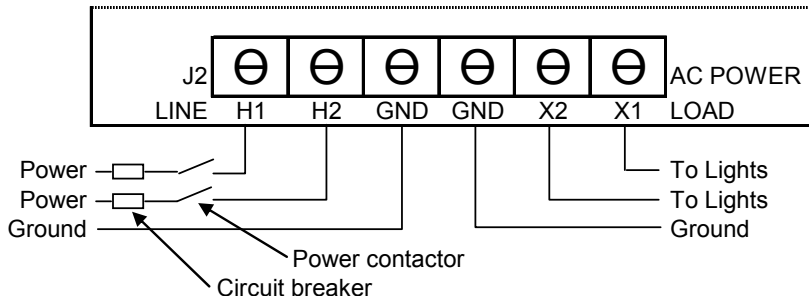 J2 Ө Ө Ө Ө Ө Ө AC POWER
LINE H1 H2 GND GND X2 X1 LOAD
Power To Lights
Power To Lights
Ground Ground
Power contactor
Circuit breaker